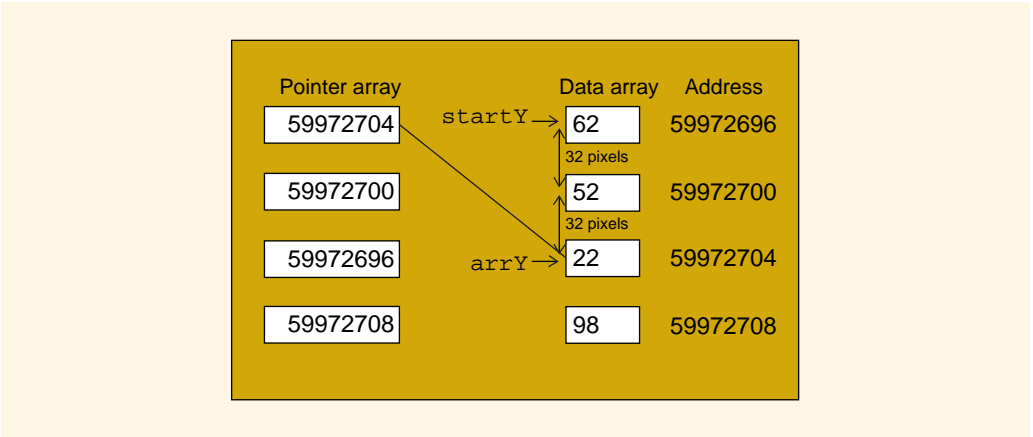 Pointer array Data array Address
59972704 startY 62 59972696
32 pixels
59972700 52 59972700
32 pixels
59972696 arrY 22 59972704
59972708 98 59972708